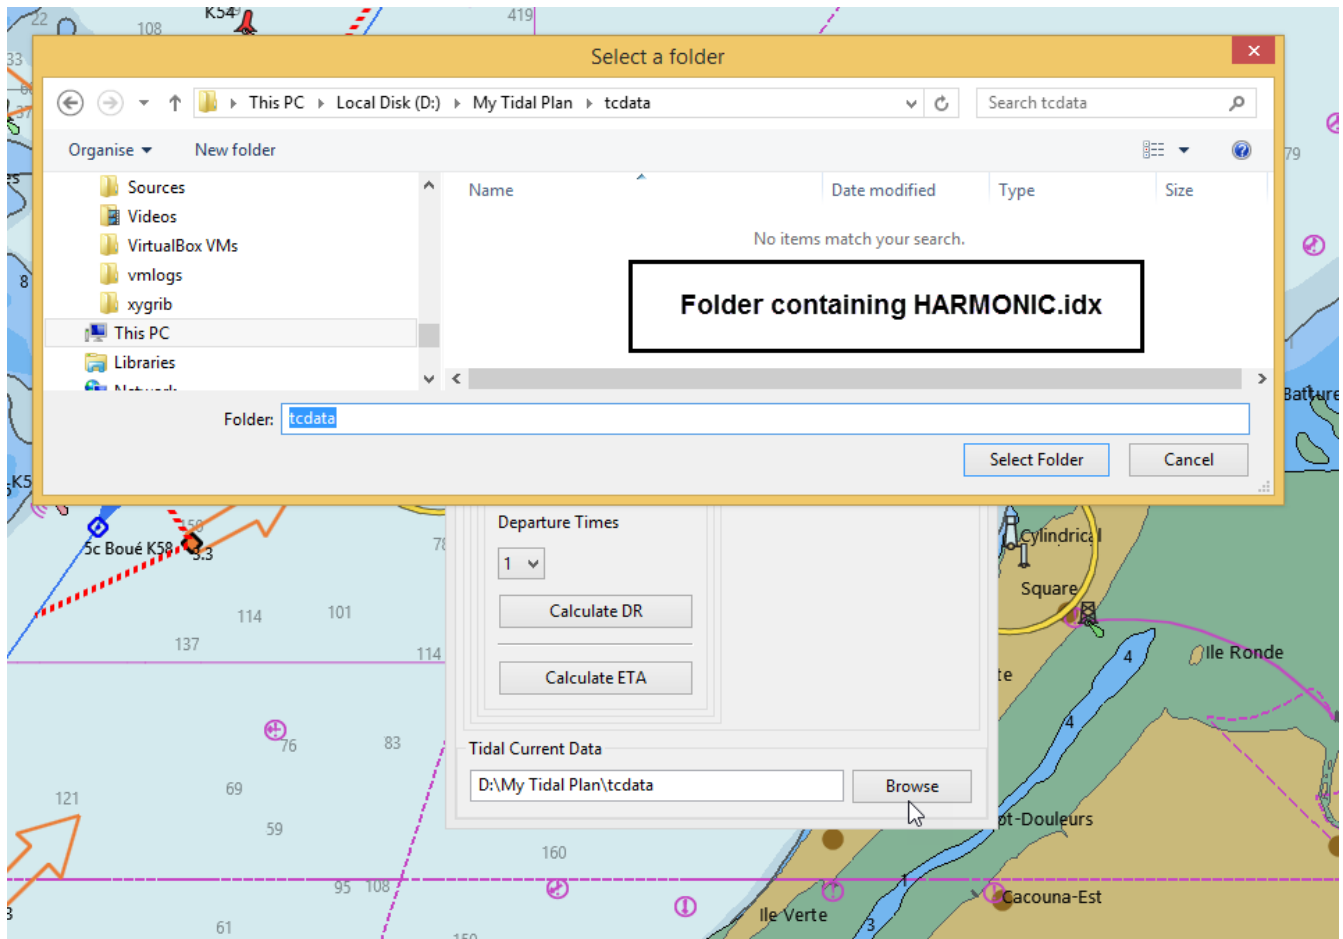 22
108
K54
419
33
Select a folder
This PC
Local Disk (D:)
My Tidal Plan
tcdata
Search tcdata
37
Organise
New folder
79
Sources
Name
Date modified
Type
Size
Videos
VirtualBox VMs
No items match your search.
vmlogs
8
xygrib
Folder containing HARMONIC.idx
This PC
Libraries
Network
Batture
Folder:
tcdata
Select Folder
Cancel
K5
Departure Times
5c Boué K58
3.3
78
1
Cylindrical
Square
114
101
Calculate DR
137
114
Calculate ETA
4
Ile Ronde
te
4
76
83
Tidal Current Data
D:\My Tidal Plan\tcdata
Browse
69
121
59
pt-Douleurs
160
95
108
1
Cacouna-Est
3
Ile Verte
3
61
150